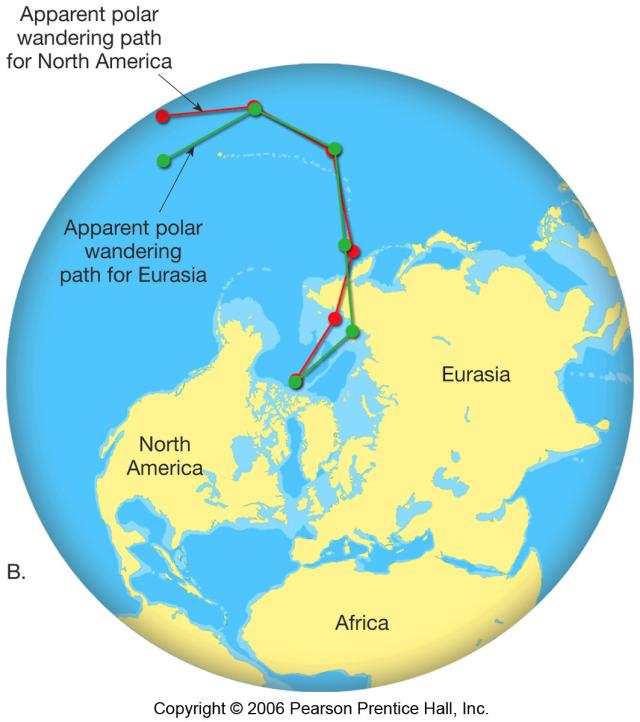 Apparent polar
wandering path
for North America
Apparent polar
wandering
path for Eurasia
Eurasia
North
America
B.
Africa
Copyright © 2006 Pearson Prentice Hall, Inc.